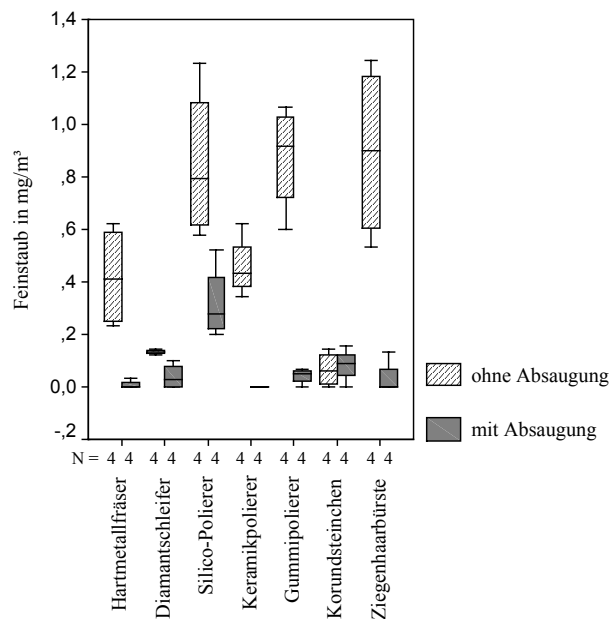 Feinstaub in mg/m³
1,4
1,2
1,0
,8
,6
,4
,2
0,0
-,2
N = 4 4 4 4 4 4 4 4 4 4 4 4 4 4
Hartmetallfräser
Diamantschleifer
Silico-Polierer
Keramikpolierer
Gummipolierer
Korundsteinchen
Ziegenhaarbürste
ohne Absaugung
mit Absaugung